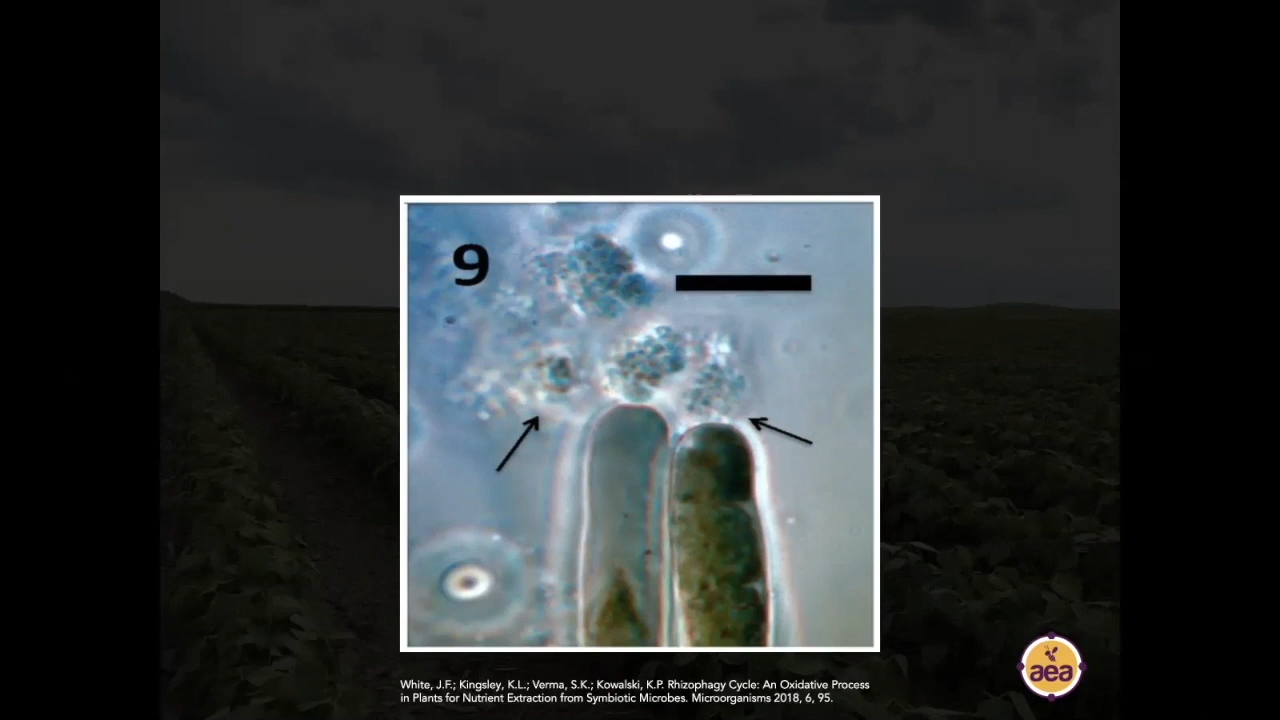 9
White, J.F.; Kingsley, K.L.; Verma, S.K.; Kowalski, K.P. Rhizophagy Cycle: An Oxidative Process
in Plants for Nutrient Extraction from Symbiotic Microbes. Microorganisms 2018, 6, 95.
aea